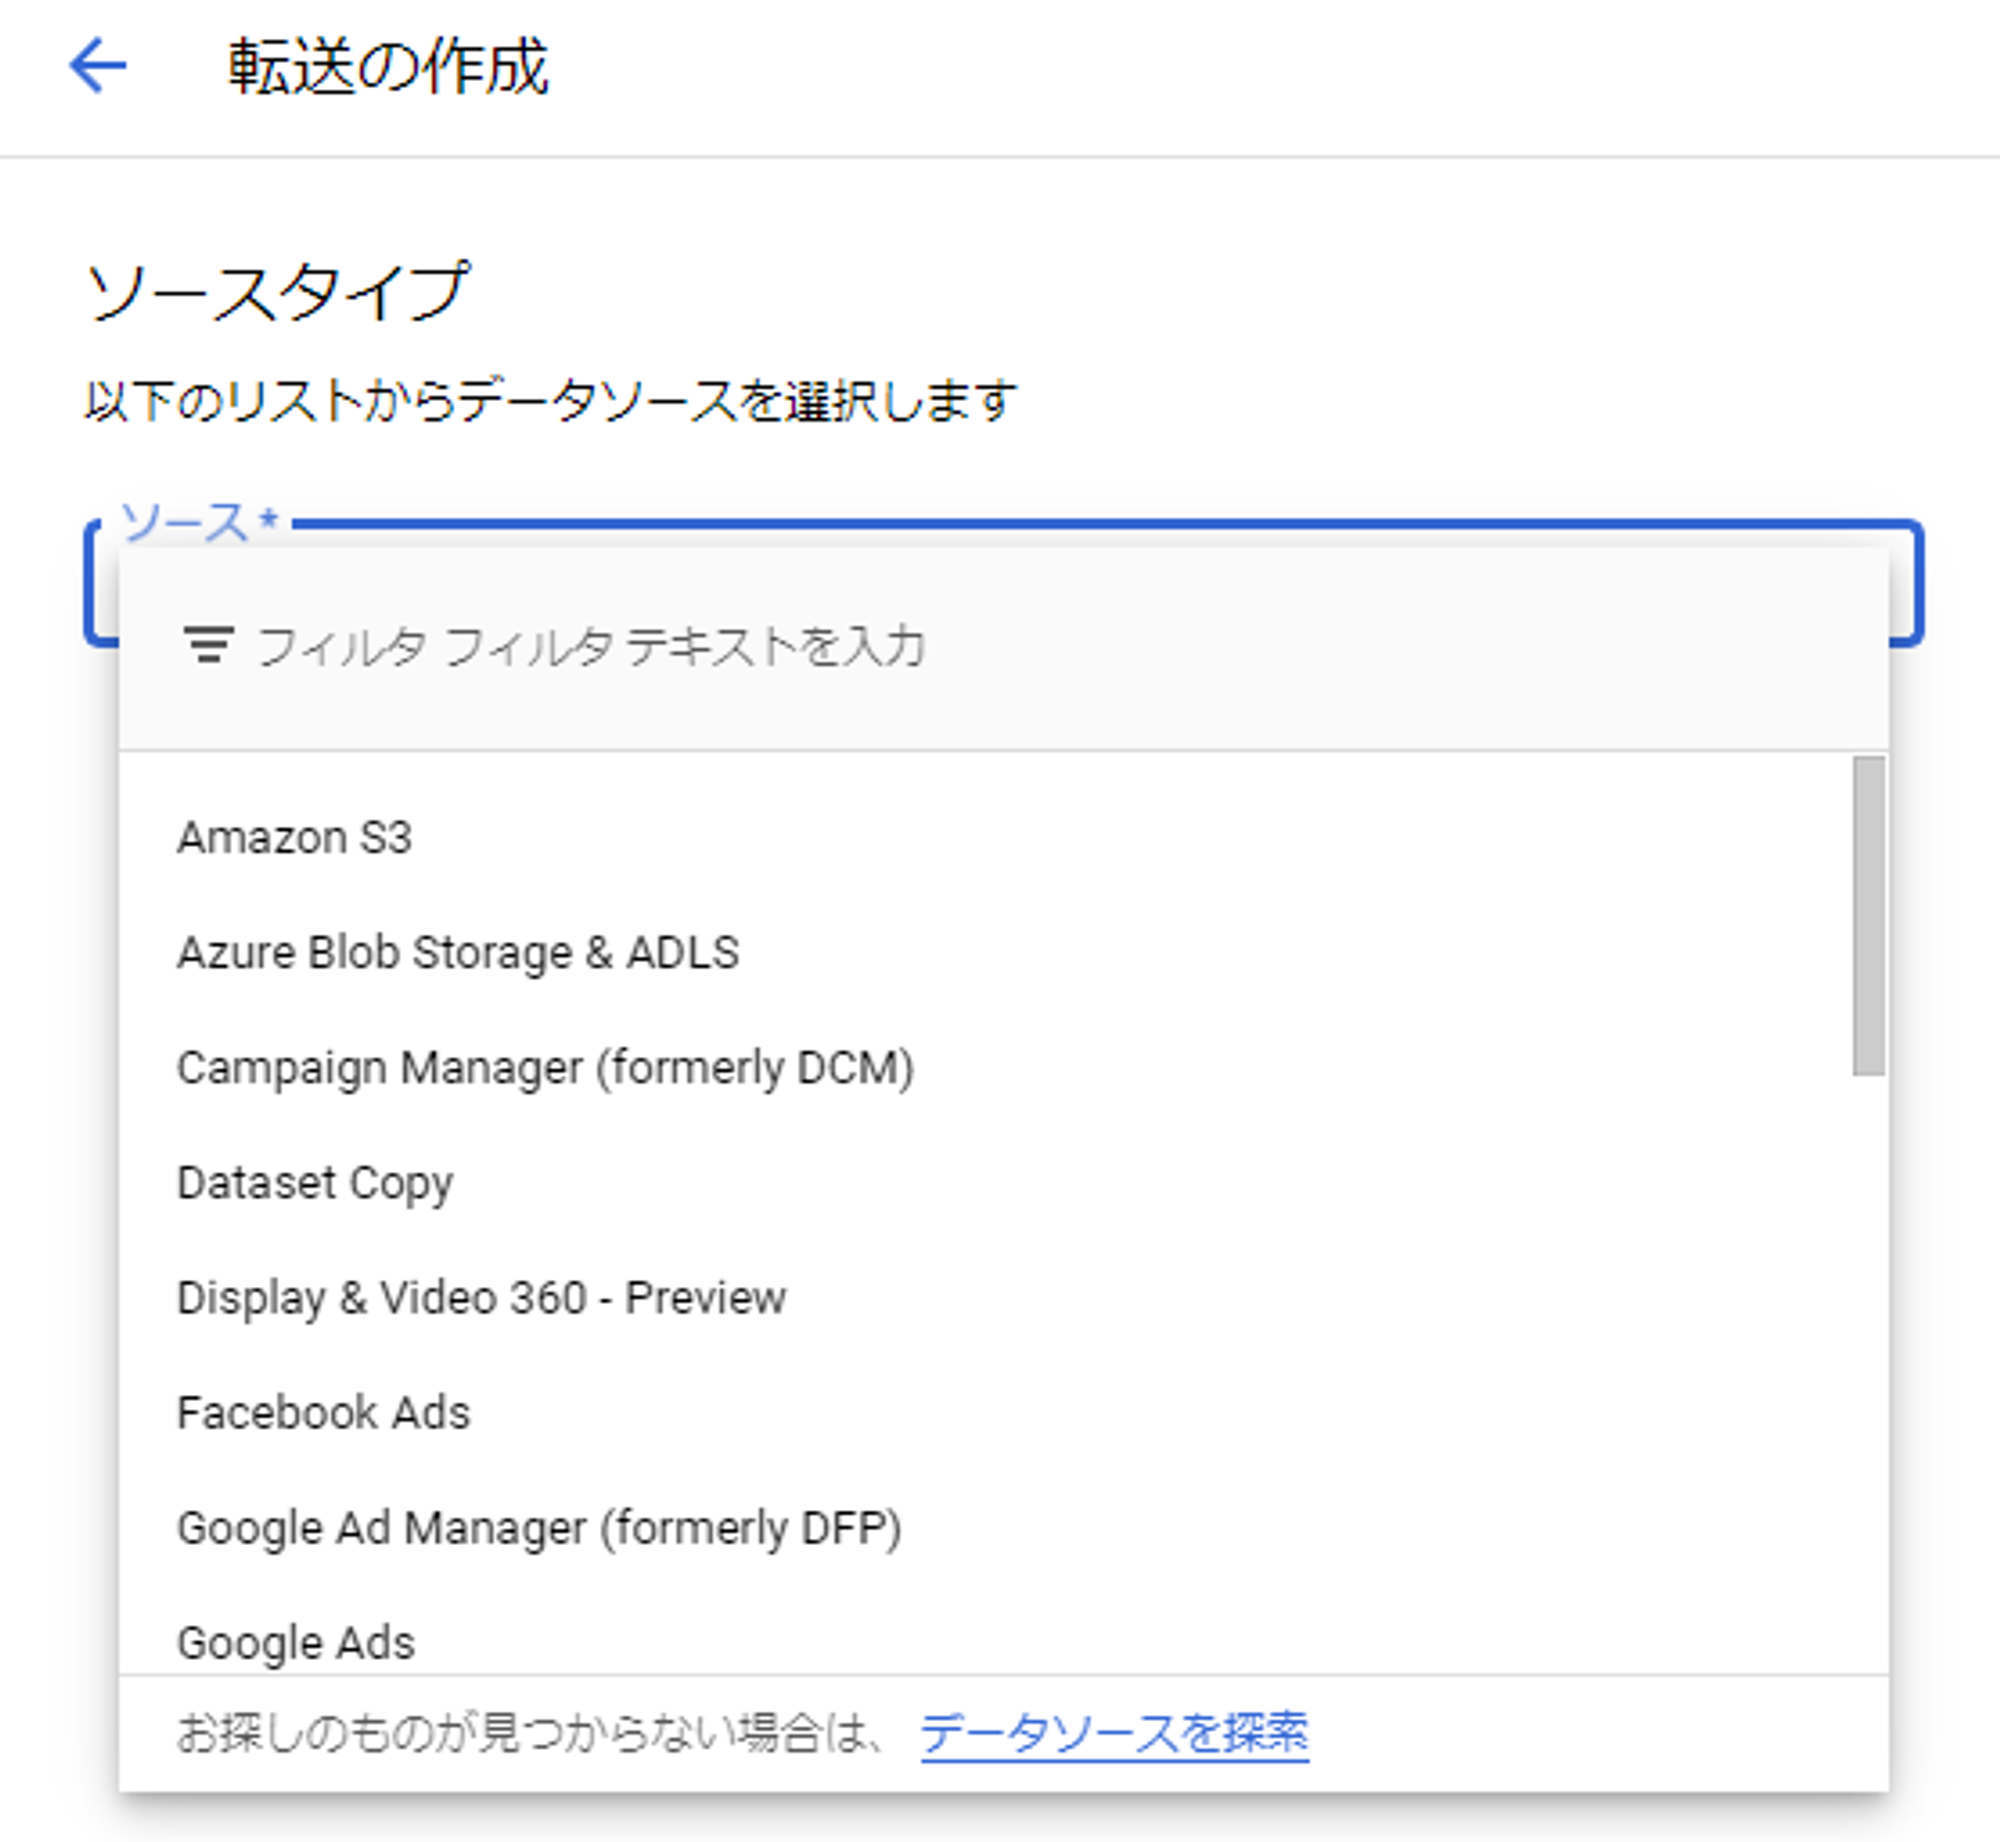 転送の作成
ソースタイプ
以下のリストからデータソースを選択します
ソース *
フィルタ フィルタ テキストを入力
Amazon S3
Azure Blob Storage & ADLS
Campaign Manager (formerly DCM)
Dataset Copy
Display & Video 360 - Preview
Facebook Ads
Google Ad Manager (formerly DFP)
Google Ads
お探しのものが見つからない場合は、 データソースを探索